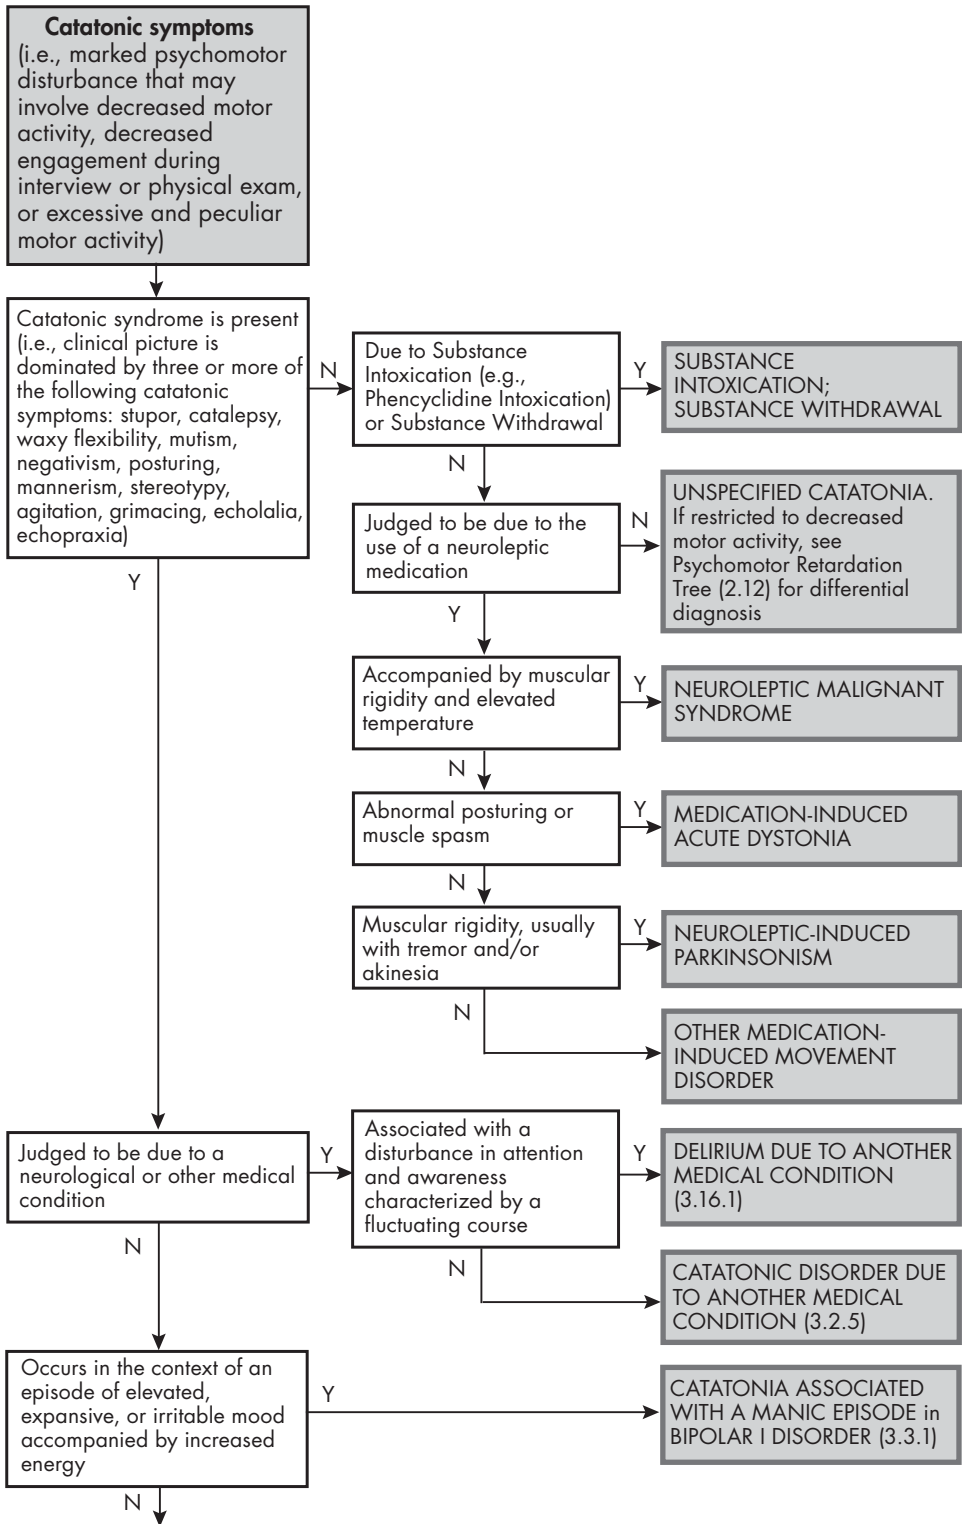 Catatonic symptoms
(i.e., marked psychomotor
disturbance that may
involve decreased motor
activity, decreased
engagement during
interview or physical exam,
or excessive and peculiar
motor activity)
Catatonic syndrome is present
(i.e., clinical picture is
dominated by three or more of
the following catatonic
symptoms: stupor, catalepsy,
waxy flexibility, mutism,
negativism, posturing,
mannerism, stereotypy,
agitation, grimacing, echolalia,
echopraxia)
N
Due to Substance
Intoxication (e.g.,
Phencyclidine Intoxication)
or Substance Withdrawal
Y
SUBSTANCE
INTOXICATION;
SUBSTANCE WITHDRAWAL
N
Judged to be due to the
use of a neuroleptic
medication
N
UNSPECIFIED CATATONIA.
If restricted to decreased
motor activity, see
Psychomotor Retardation
Tree (2.12) for differential
diagnosis
Y
Y
Accompanied by muscular
rigidity and elevated
temperature
Y
NEUROLEPTIC MALIGNANT
SYNDROME
N
Abnormal posturing or
muscle spasm
Y
MEDICATION-INDUCED
ACUTE DYSTONIA
N
Muscular rigidity, usually
with tremor and/or
akinesia
Y
NEUROLEPTIC-INDUCED
PARKINSONISM
N
OTHER MEDICATION-
INDUCED MOVEMENT
DISORDER
Judged to be due to a
neurological or other medical
condition
Y
Associated with a
disturbance in attention
and awareness
characterized by a
fluctuating course
Y
DELIRIUM DUE TO ANOTHER
MEDICAL CONDITION
(3.16.1)
N
N
CATATONIC DISORDER DUE
TO ANOTHER MEDICAL
CONDITION (3.2.5)
Occurs in the context of an
episode of elevated,
expansive, or irritable mood
accompanied by increased
energy
Y
CATATONIA ASSOCIATED
WITH A MANIC EPISODE in
BIPOLAR I DISORDER (3.3.1)
N